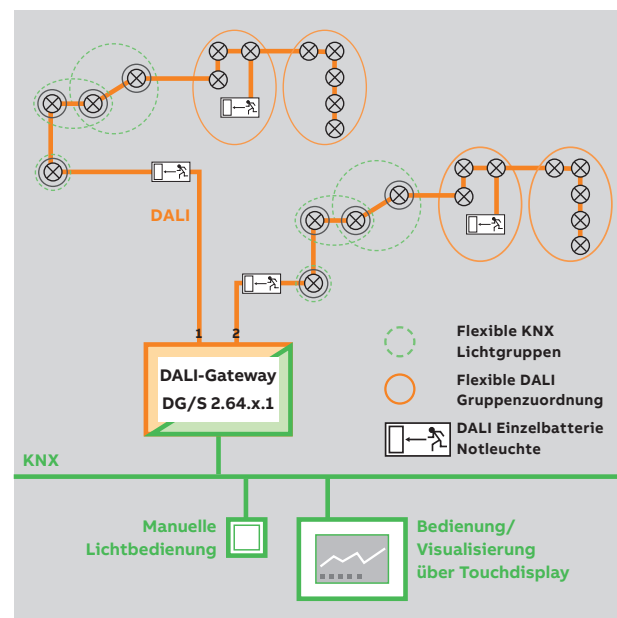 DALI
1 2
DALI-Gateway
DG/S 2.64.x.1
Flexible KNX
Lichtgruppen
Flexible DALI
Gruppenzuordnung
DALI Einzelbatterie
Notleuchte
KNX
Manuelle
Lichtbedienung
Bedienung/
Visualisierung
über Touchdisplay